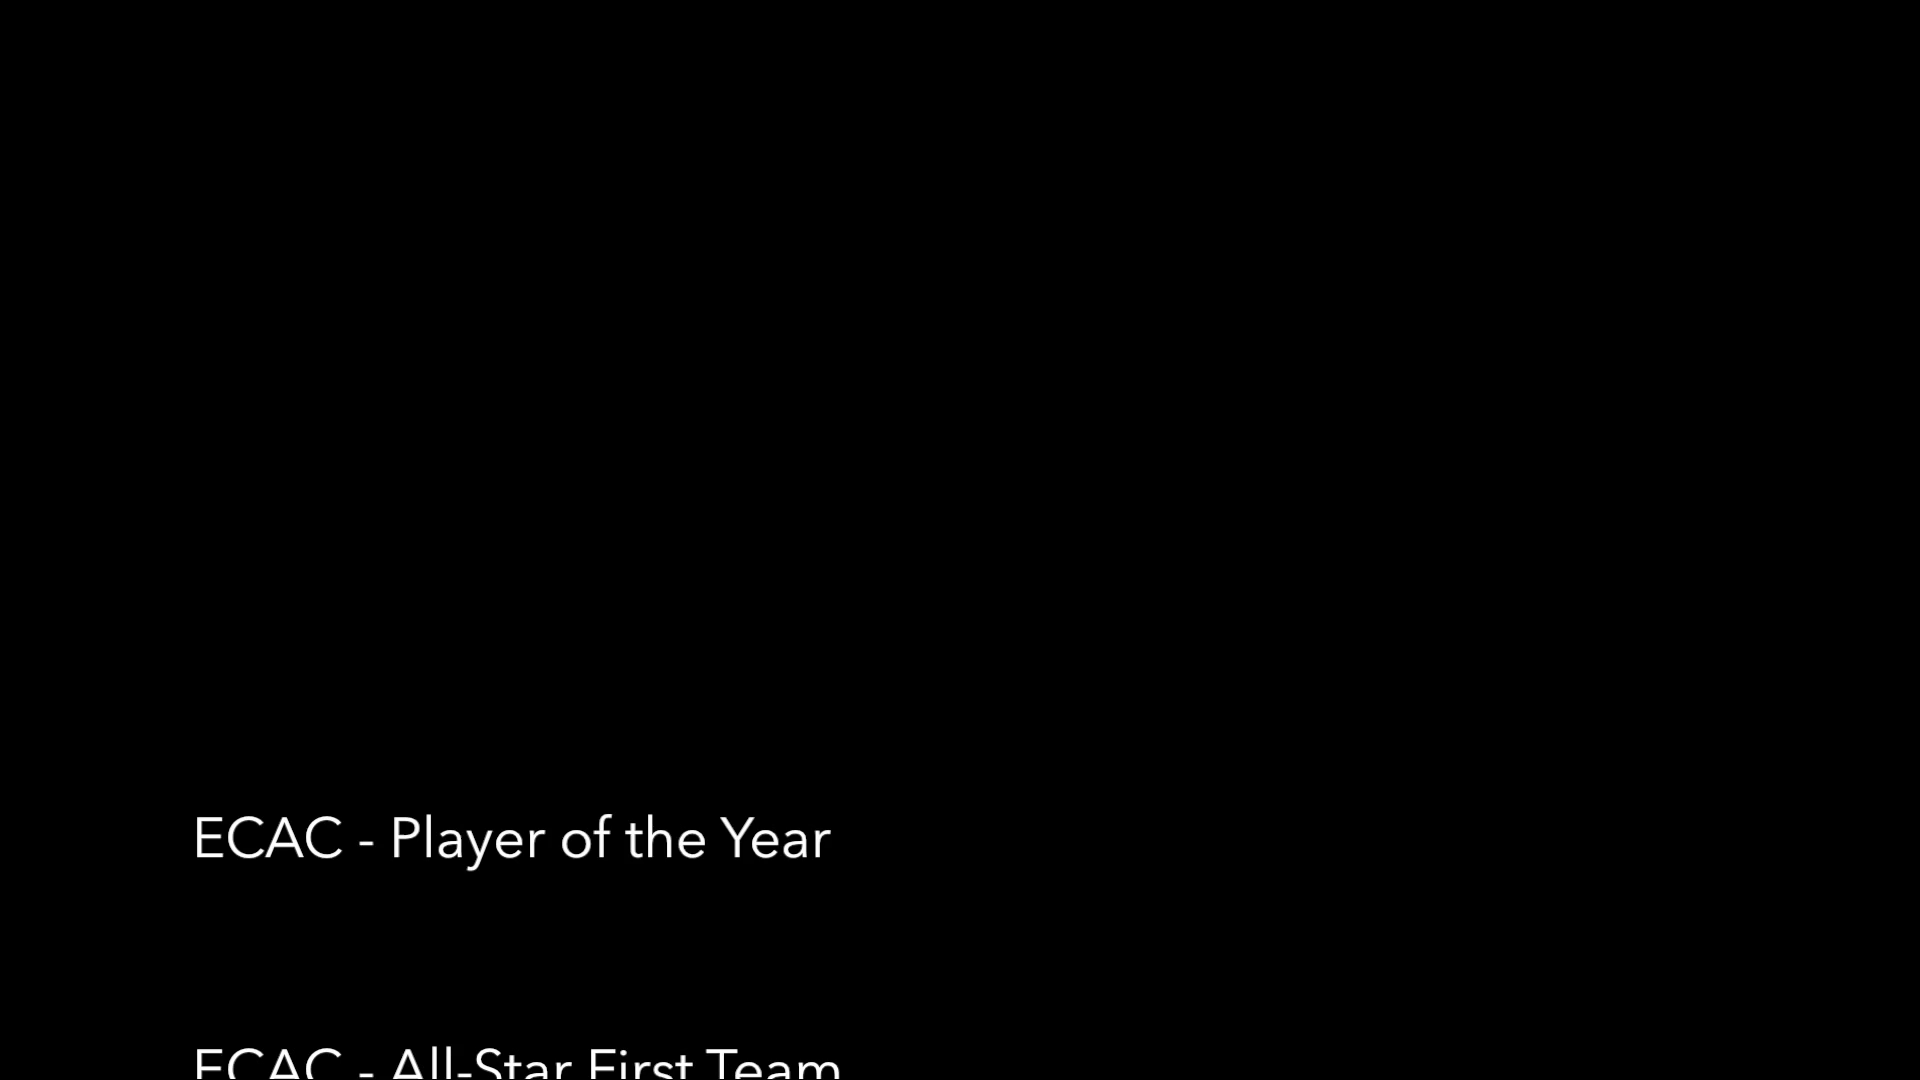 ECAC - Player of the Year
ECAC - All-Star First Team